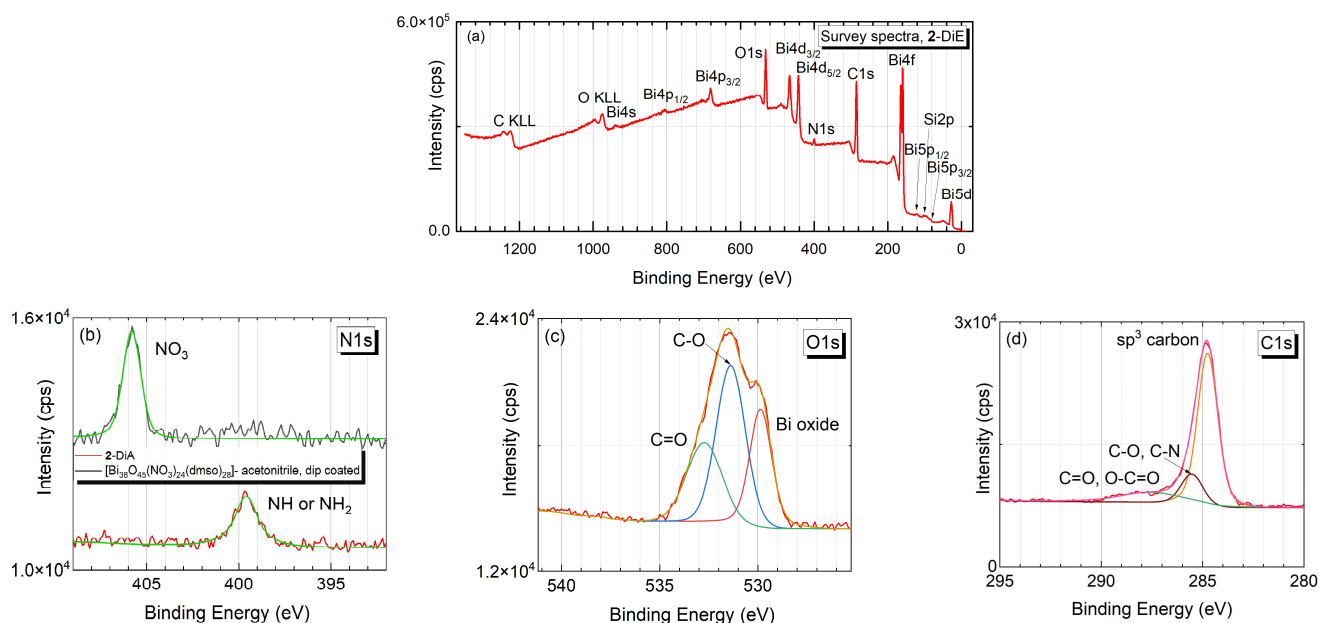 6.0×10⁵
(a)
Survey spectra, 2-DiE
O1s
Bi4d3/2
Bi4d5/2
C1s
Bi4f
Bi4p3/2
O KLL
Bi4p1/2
Bi4s
C KLL
N1s
Si2p
Bi5p1/2
Bi5p3/2
Bi5d
0.0
Intensity (cps)
1200 1000 800 600 400 200 0
Binding Energy (eV)
1.6×10⁴
(b)
N1s
NO3
2-DiA
[Bi38O45(NO3)24(dmso)28]- acetonitrile, dip coated
NH or NH2
1.0×10⁴
Intensity (cps)
405 400 395
Binding Energy (eV)
2.4×10⁴
(c)
O1s
C-O
C=O
Bi oxide
1.2×10⁴
Intensity (cps)
540 535 530
Binding Energy (eV)
3×10⁴
(d)
C1s
sp³ carbon
C-O, C-N
C=O, O-C=O
0
Intensity (cps)
295 290 285 280
Binding Energy (eV)